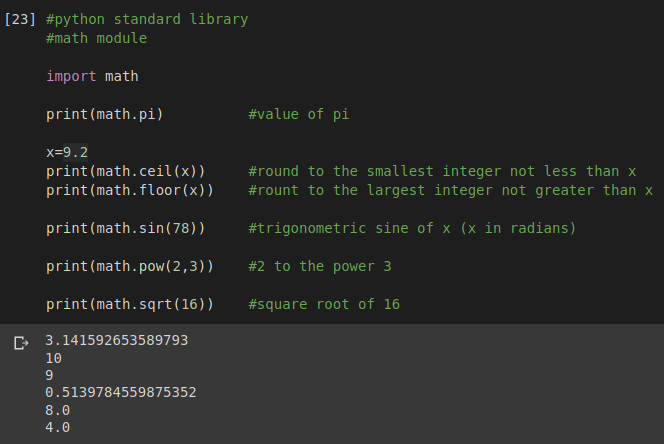 [23] #python standard library
#math module
import math
print(math.pi) #value of pi
x=9.2
print(math.ceil(x)) #round to the smallest integer not less than x
print(math.floor(x)) #rount to the largest integer not greater than x
print(math.sin(78)) #trigonometric sine of x (x in radians)
print(math.pow(2,3)) #2 to the power 3
print(math.sqrt(16)) #square root of 16
3.141592653589793
10
9
0.5139784559875352
8.0
4.0